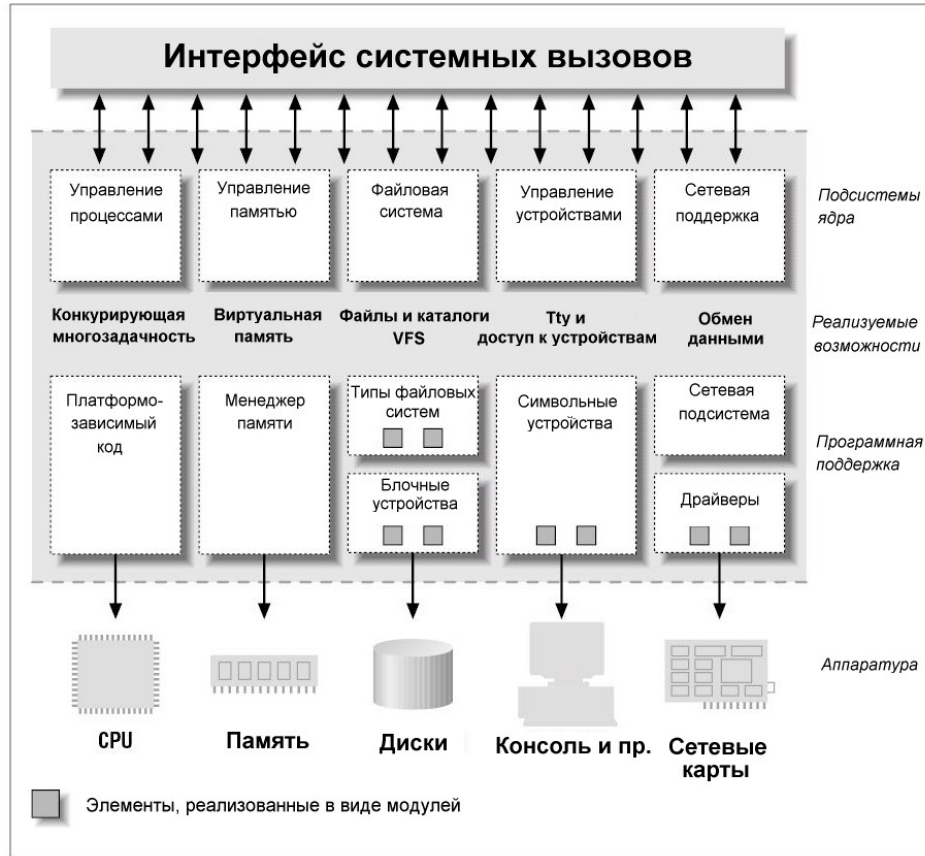 Интерфейс системных вызовов
Управление
процессами
Управление
памятью
Файловая
система
Управление
устройствами
Сетевая
поддержка
Подсистемы
ядра
Конкурирующая
многозадачность
Виртуальная
память
Файлы и каталоги
VFS
Tty и
доступ к устройствам
Обмен
данными
Реализуемые
возможности
Платформо-
зависимый
код
Менеджер
памяти
Типы файловых
систем
Блочные
устройства
Символьные
устройства
Сетевая
подсистема
Драйверы
Программная
поддержка
Аппаратура
CPU
Память
Диски
Консоль и пр.
Сетевые
карты
Элементы, реализованные в виде модулей